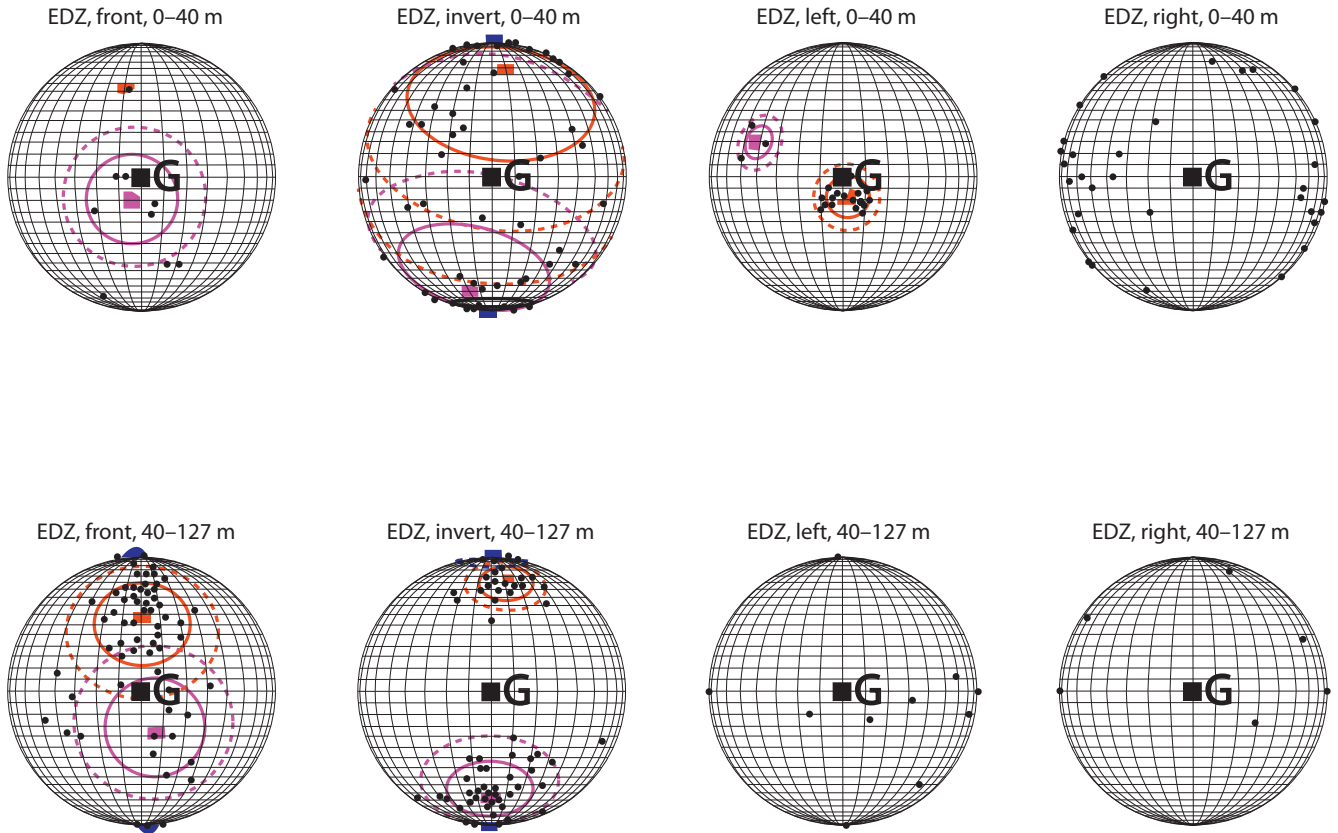 EDZ, front, 0–40 m
EDZ, invert, 0–40 m
EDZ, left, 0–40 m
EDZ, right, 0–40 m
G
G
G
G
EDZ, front, 40–127 m
EDZ, invert, 40–127 m
EDZ, left, 40–127 m
EDZ, right, 40–127 m
G
G
G
G